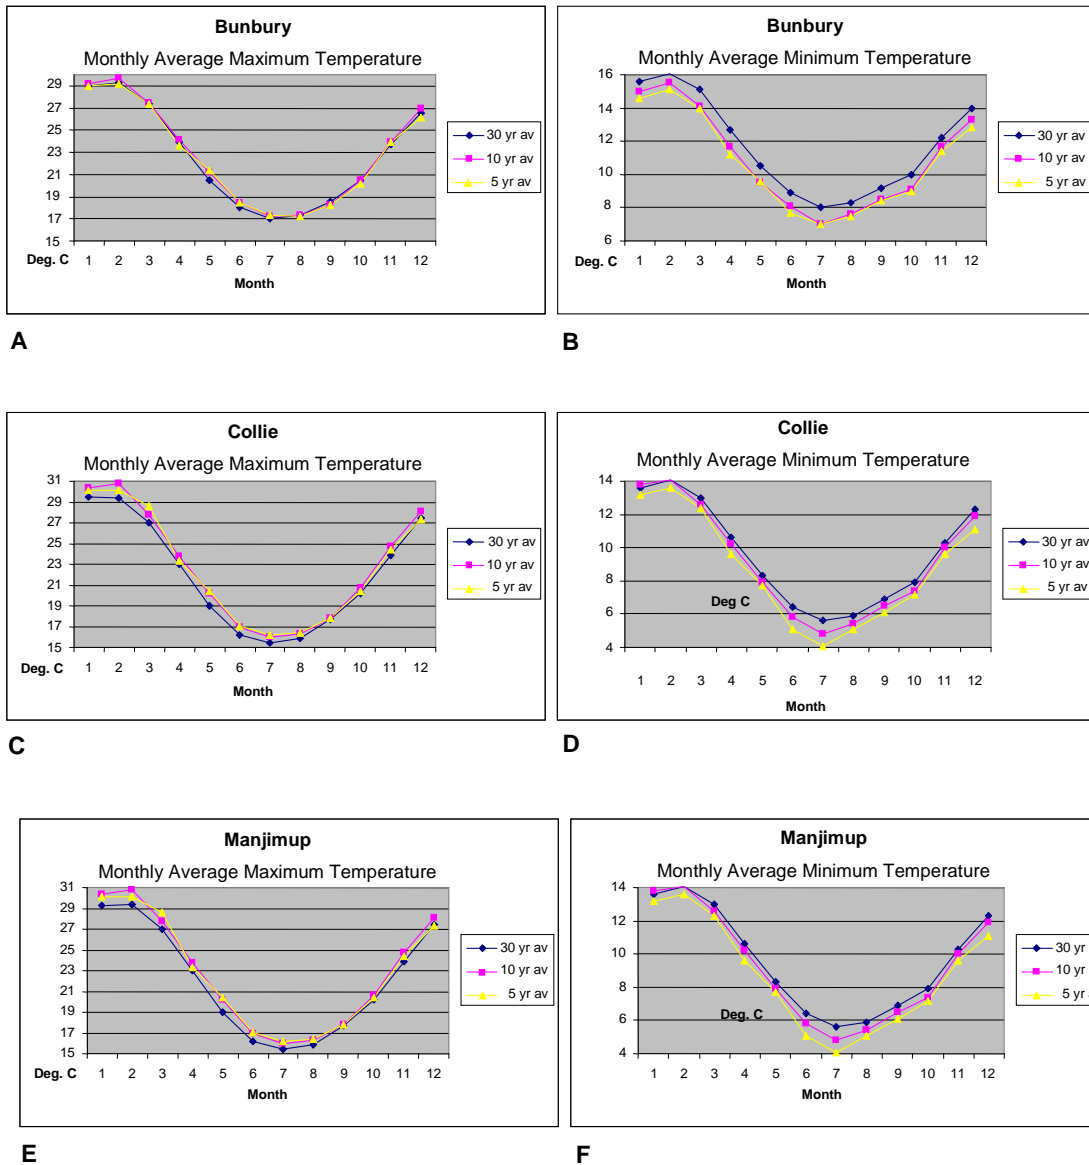 Bunbury
Monthly Average Maximum Temperature
29
27
25
23
21
19
17
15
Deg. C
1 2 3 4 5 6 7 8 9 10 11 12
Month
30 yr av
10 yr av
5 yr av
A
Bunbury
Monthly Average Minimum Temperature
16
14
12
10
8
6
1 2 3 4 5 6 7 8 9 10 11 12
Month
30 yr av
10 yr av
5 yr av
B
Collie
Monthly Average Maximum Temperature
31
29
27
25
23
21
19
17
15
Deg. C
1 2 3 4 5 6 7 8 9 10 11 12
Month
30 yr av
10 yr av
5 yr av
C
Collie
Monthly Average Minimum Temperature
14
12
10
8
6
4
Deg C
1 2 3 4 5 6 7 8 9 10 11 12
Month
30 yr av
10 yr av
5 yr av
D
Manjimup
Monthly Average Maximum Temperature
31
29
27
25
23
21
19
17
15
Deg. C
1 2 3 4 5 6 7 8 9 10 11 12
Month
30 yr av
10 yr av
5 yr av
E
Manjimup
Monthly Average Minimum Temperature
14
12
10
8
6
4
Deg. C
1 2 3 4 5 6 7 8 9 10 11 12
Month
30 yr
10 yr
5 yr a
F